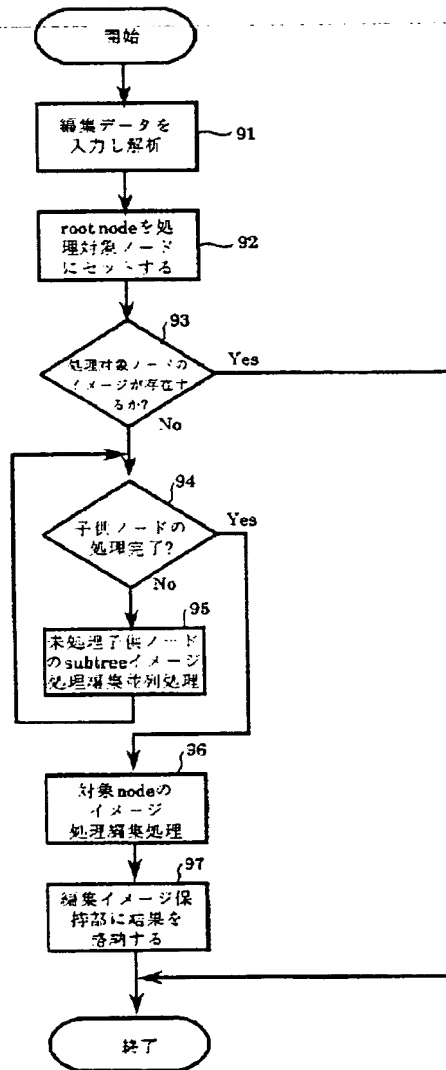 開始
編集データを
入力し解析
91
root nodeを処
理対象ノード
にセットする
92
93
処理対象ノードの
イメージが存在す
るか?
Yes
No
94
子供ノードの
処理完了?
Yes
No
95
未処理子供ノード
のsubtreeイメージ
処理編集並列処理
96
対象nodeの
イメージ
処理編集処理
97
編集イメージ保
持部に結果を
格納する
終了